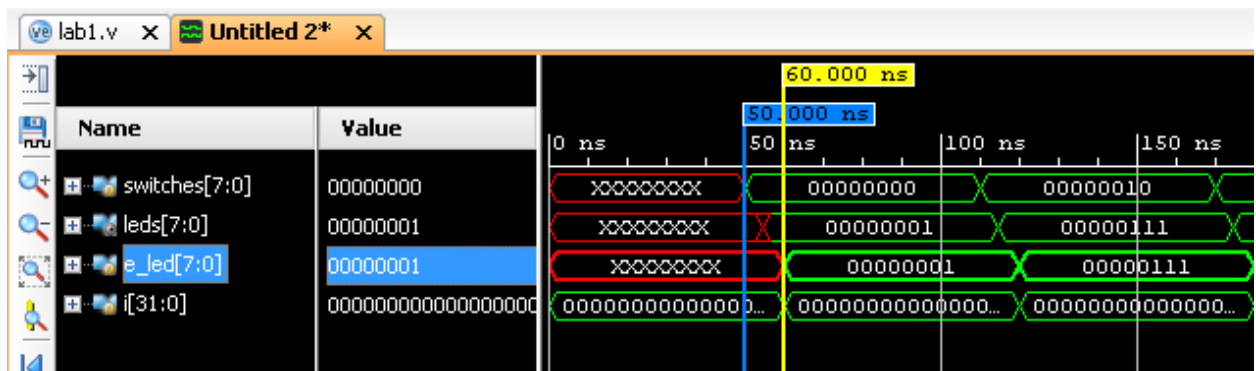 ve lab1.v X Untitled 2* X
60.000 ns
50.000 ns
Name Value 0 ns 50 ns 100 ns 150 ns
switches[7:0] 00000000 XXXXXXXX 00000000 00000010
leds[7:0] 00000001 XXXXXXXX 00000001 00000111
e_led[7:0] 00000001 XXXXXXXX 00000001 00000111
i[31:0] 0000000000000000000 00000000000000... 00000000000000... 00000000000000...